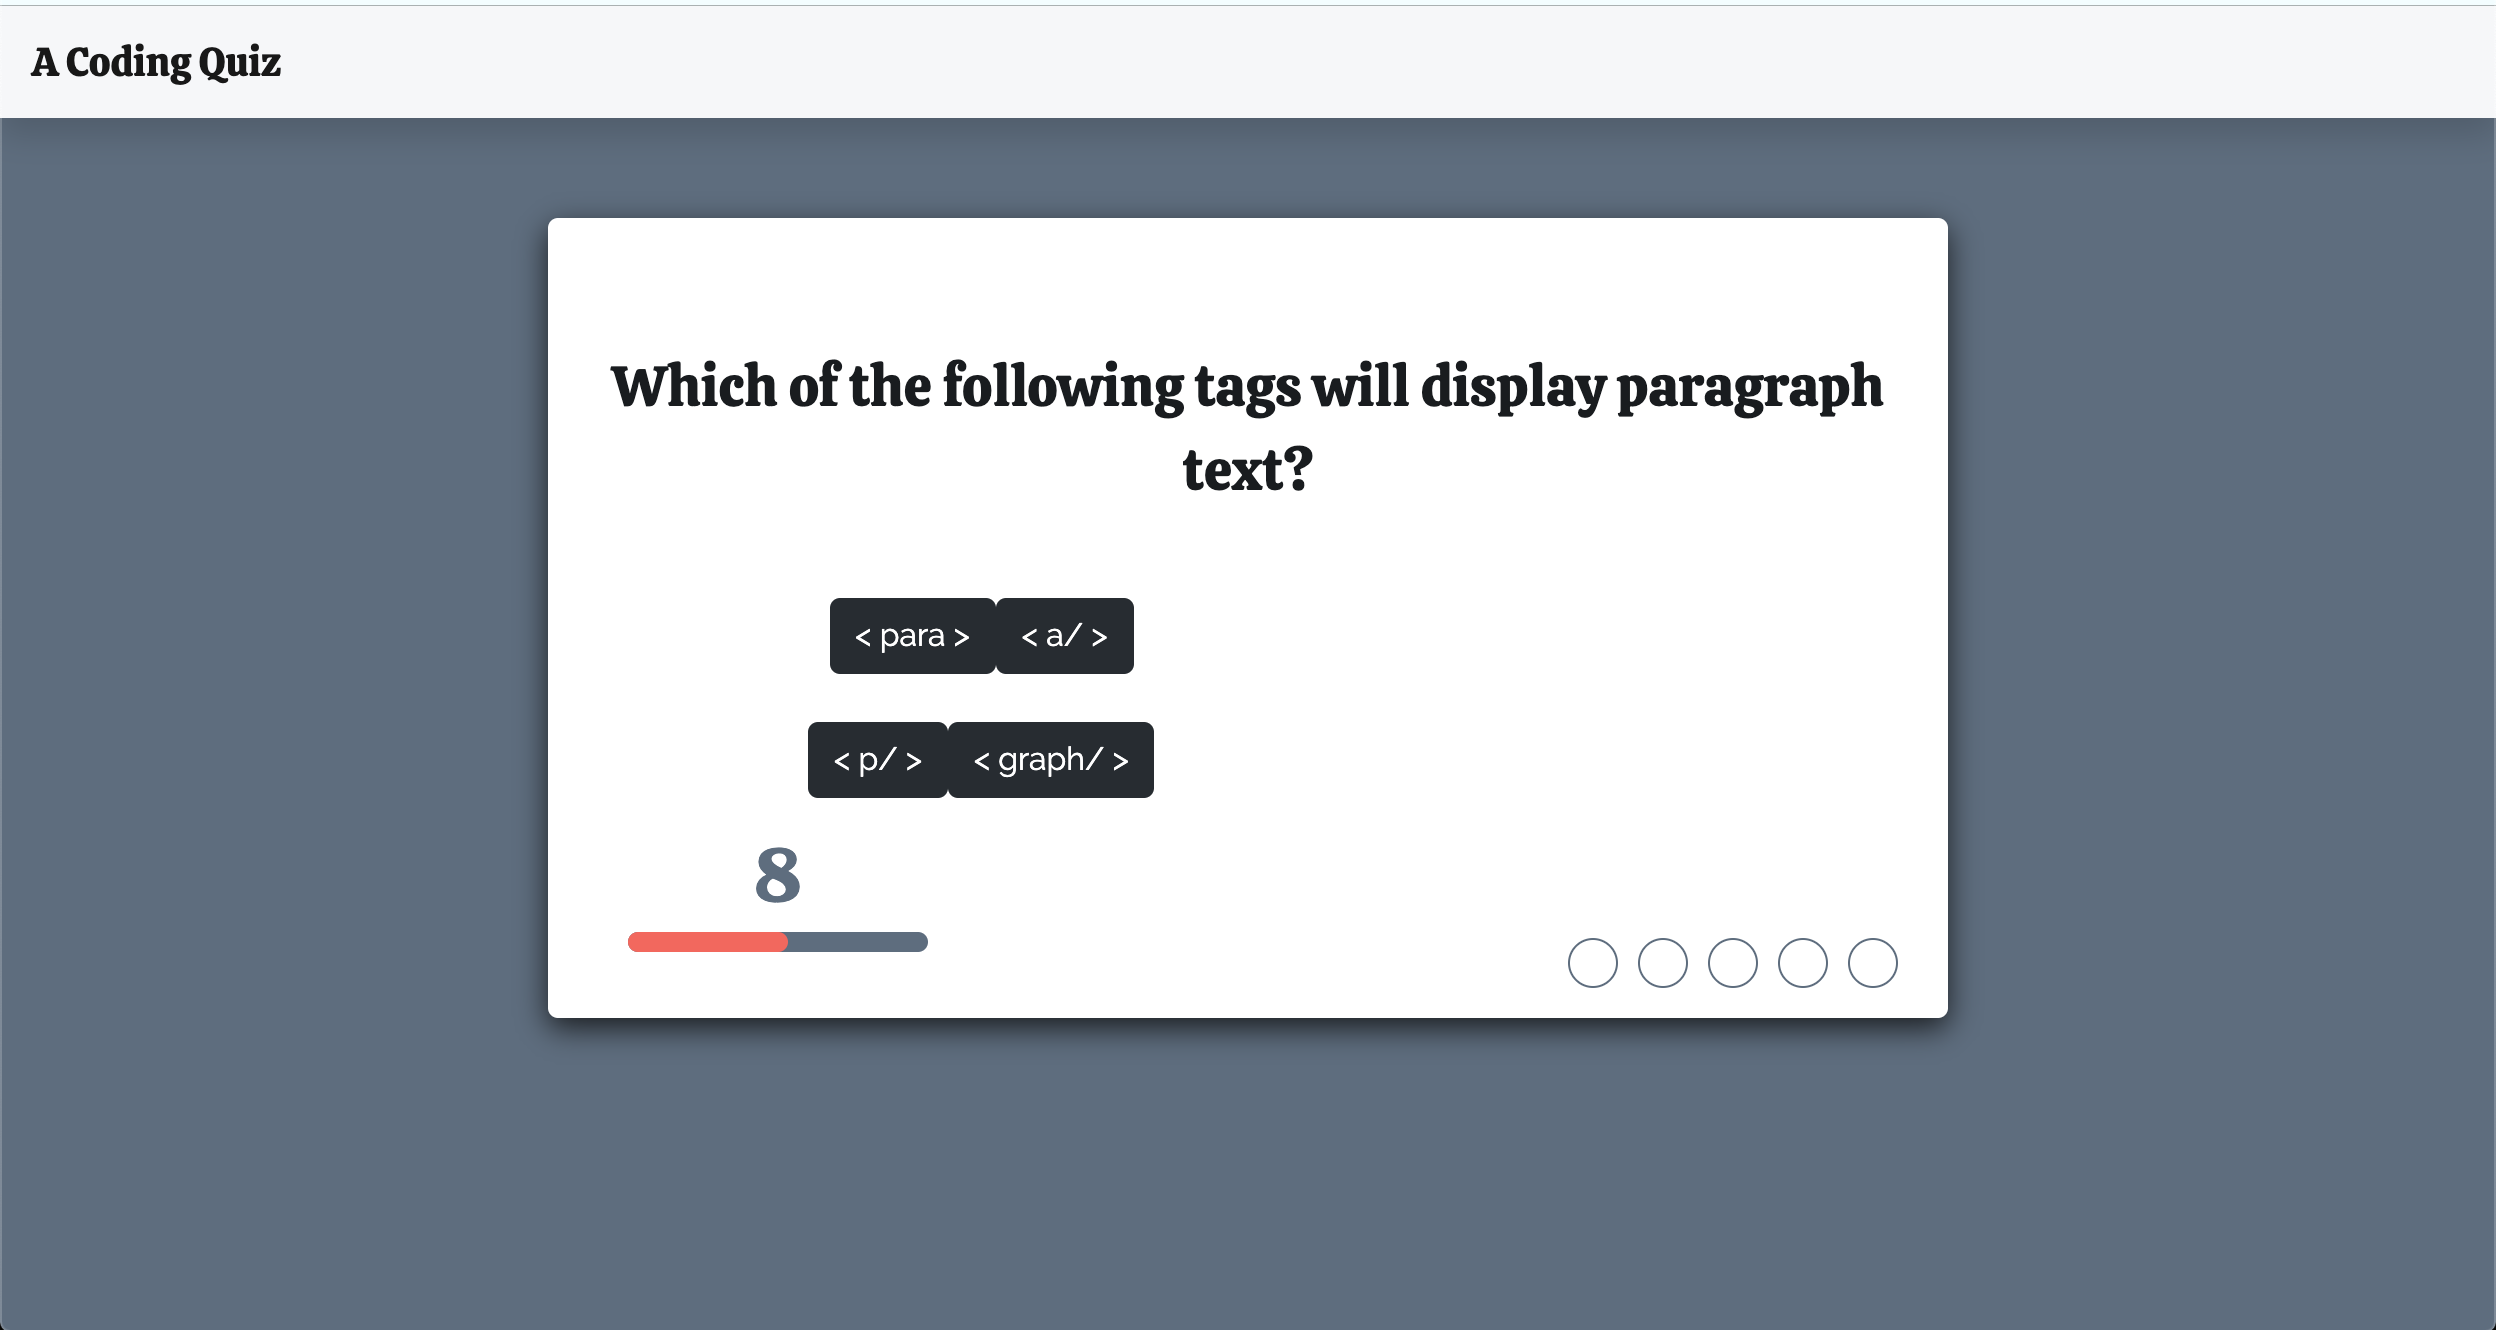 A Coding Quiz
Which of the following tags will display paragraph
text?
< para > < a/ >
< p/ > < graph/ >
8